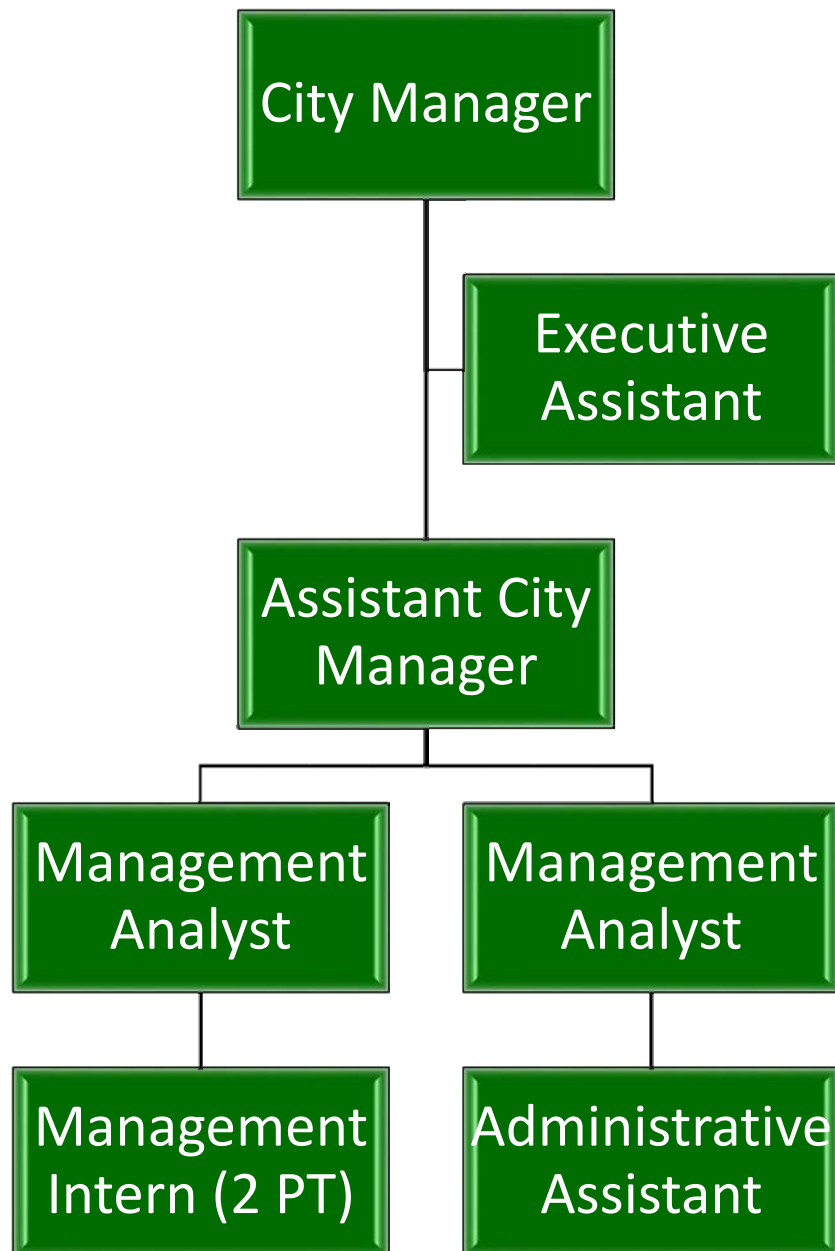 City Manager
Executive
Assistant
Assistant City
Manager
Management
Analyst
Management
Analyst
Management
Intern (2 PT)
Administrative
Assistant